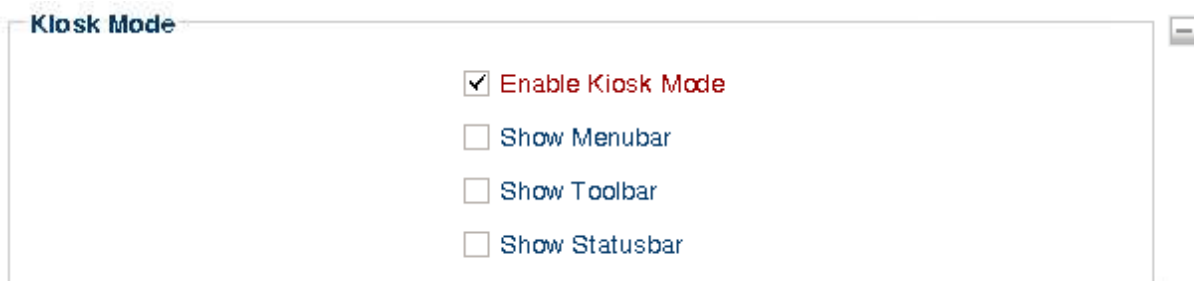 Kiosk Mode
Enable Kiosk Mode
Show Menubar
Show Toolbar
Show Statusbar